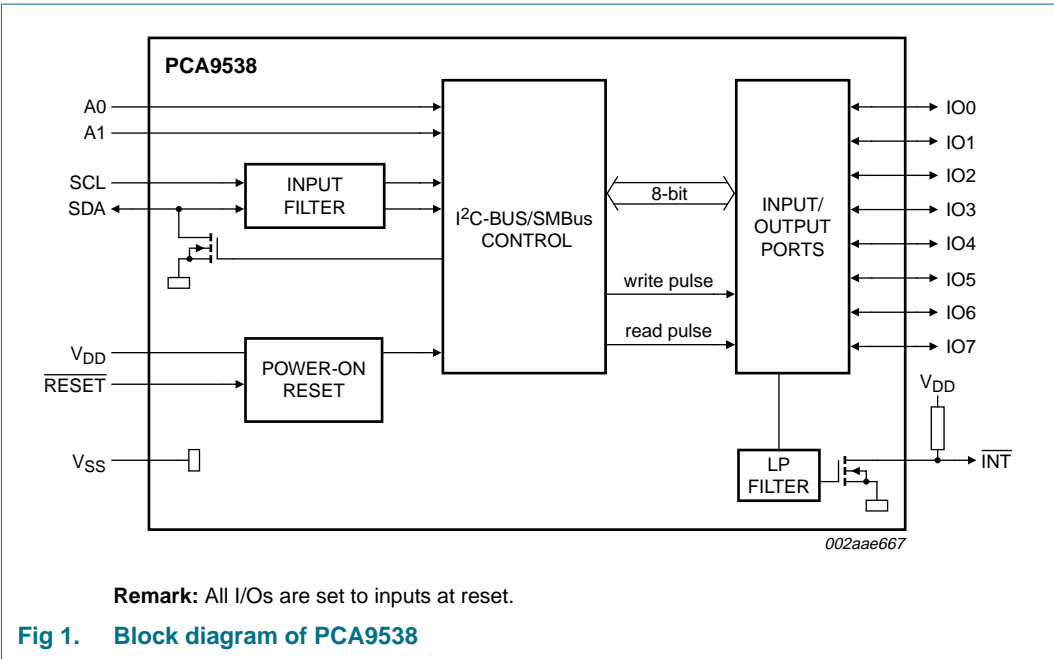 PCA9538
A0
A1
SCL
SDA
INPUT
FILTER
I²C-BUS/SMBus
CONTROL
8-bit
INPUT/
OUTPUT
PORTS
write pulse
read pulse
IO0
IO1
IO2
IO3
IO4
IO5
IO6
IO7
VDD
RESET
POWER-ON
RESET
VSS
LP
FILTER
VDD
INT
002aae667
Remark: All I/Os are set to inputs at reset.
Fig 1. Block diagram of PCA9538